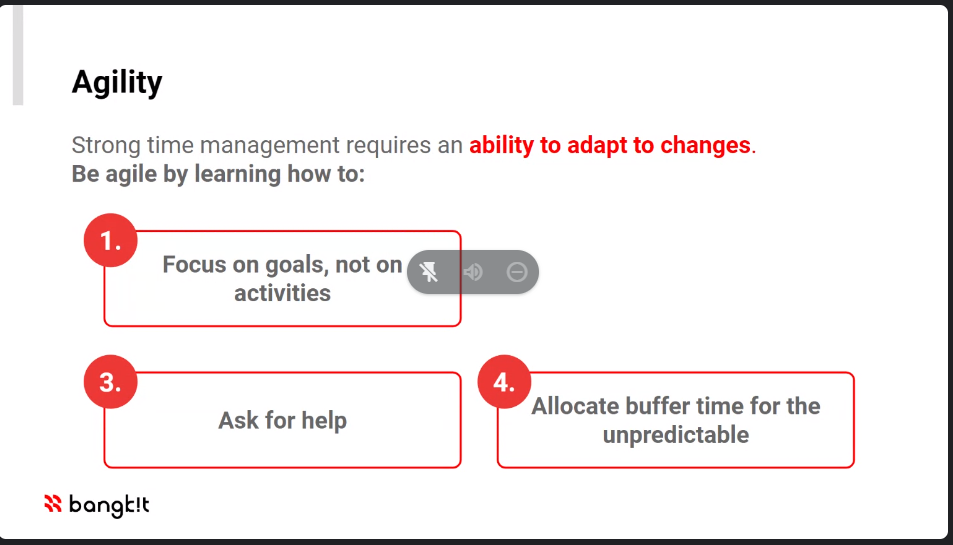 Agility
Strong time management requires an ability to adapt to changes.
Be agile by learning how to:
1.
Focus on goals, not on
activities
3.
Ask for help
4.
Allocate buffer time for the
unpredictable
bangk!t